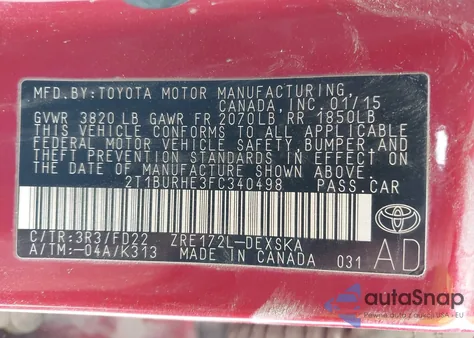 MFD.BY:TOYOTA MOTOR MANUFACTURING,
CANADA, INC. 01/15
GVWR 3820 LB GAWR FR 2070LB RR 1850LB
THIS VEHICLE CONFORMS TO ALL APPLICABLE
FEDERAL MOTOR VEHICLE SAFETY, BUMPER, AND
THEFT PREVENTION STANDARDS IN EFFECT ON
THE DATE OF MANUFACTURE SHOWN ABOVE.
2T1BURHE3FC340498 PASS.CAR
C/TR:3R3/FD22 ZRE172L-DEXSKA
A/TM:-04A/K313 MADE IN CANADA 031
AD
autoSnap